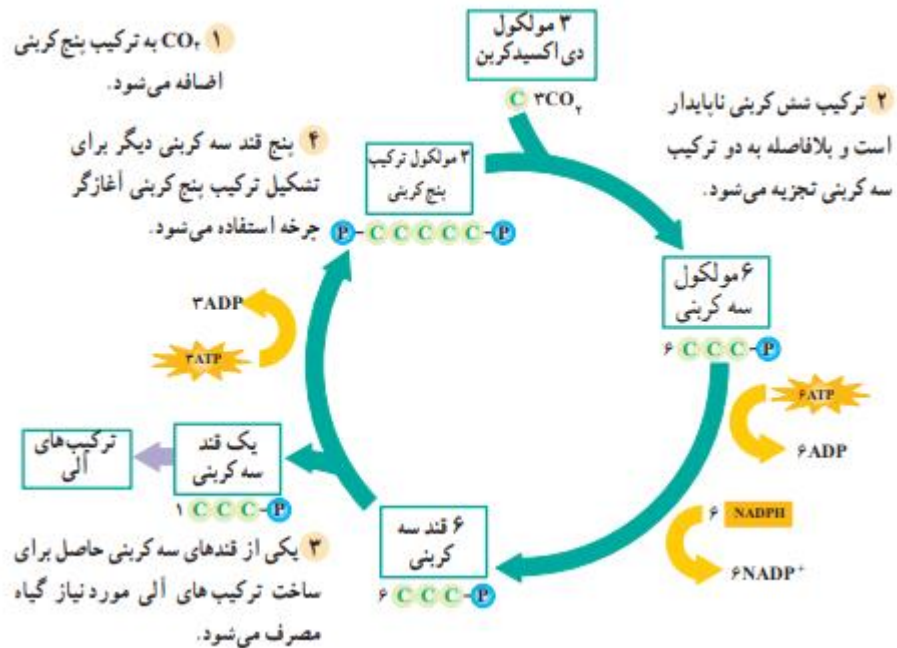 ۳ مولکول
دی اکسیدکربن
C ۳CO۲
۱ CO۲ به ترکیب پنج کربنی
اضافه می‌شود.
۲ ترکیب شش کربنی ناپایدار
است و بلافاصله به دو ترکیب
سه کربنی تجزیه می‌شود.
۴ پنج قند سه کربنی دیگر برای
تشکیل ترکیب پنج کربنی آغازگر
چرخه استفاده می‌شود.
۳ مولکول ترکیب
پنج کربنی
P-C C C C C-P
۶ مولکول
سه کربنی
۶ C C C-P
۶ATP
۶ADP
۶ NADPH
۶NADP+
۳ADP
۳ATP
ترکیب‌های
آلی
یک قند
سه کربنی
۱ C C C-P
۶ قند سه
کربنی
۶ C C C-P
۳ یکی از قندهای سه کربنی حاصل برای
ساخت ترکیب‌های آلی مورد نیاز گیاه
مصرف می‌شود.